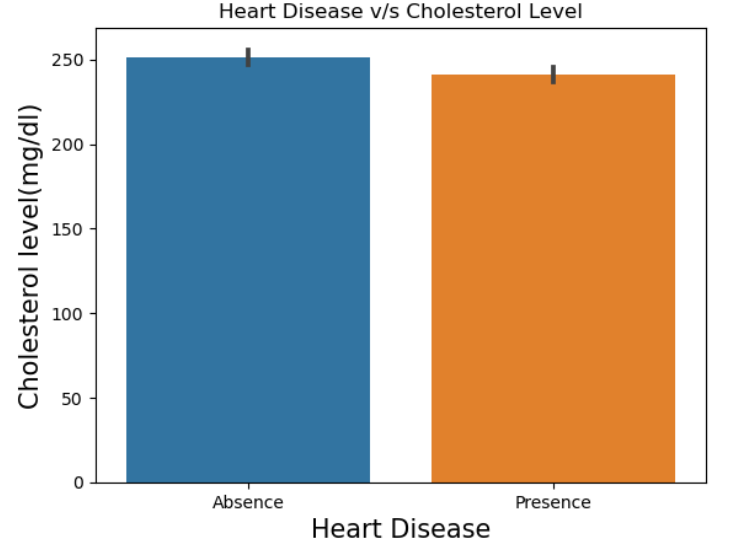 Heart Disease v/s Cholesterol Level
Cholesterol level(mg/dl)
250
200
150
100
50
0
Absence
Presence
Heart Disease